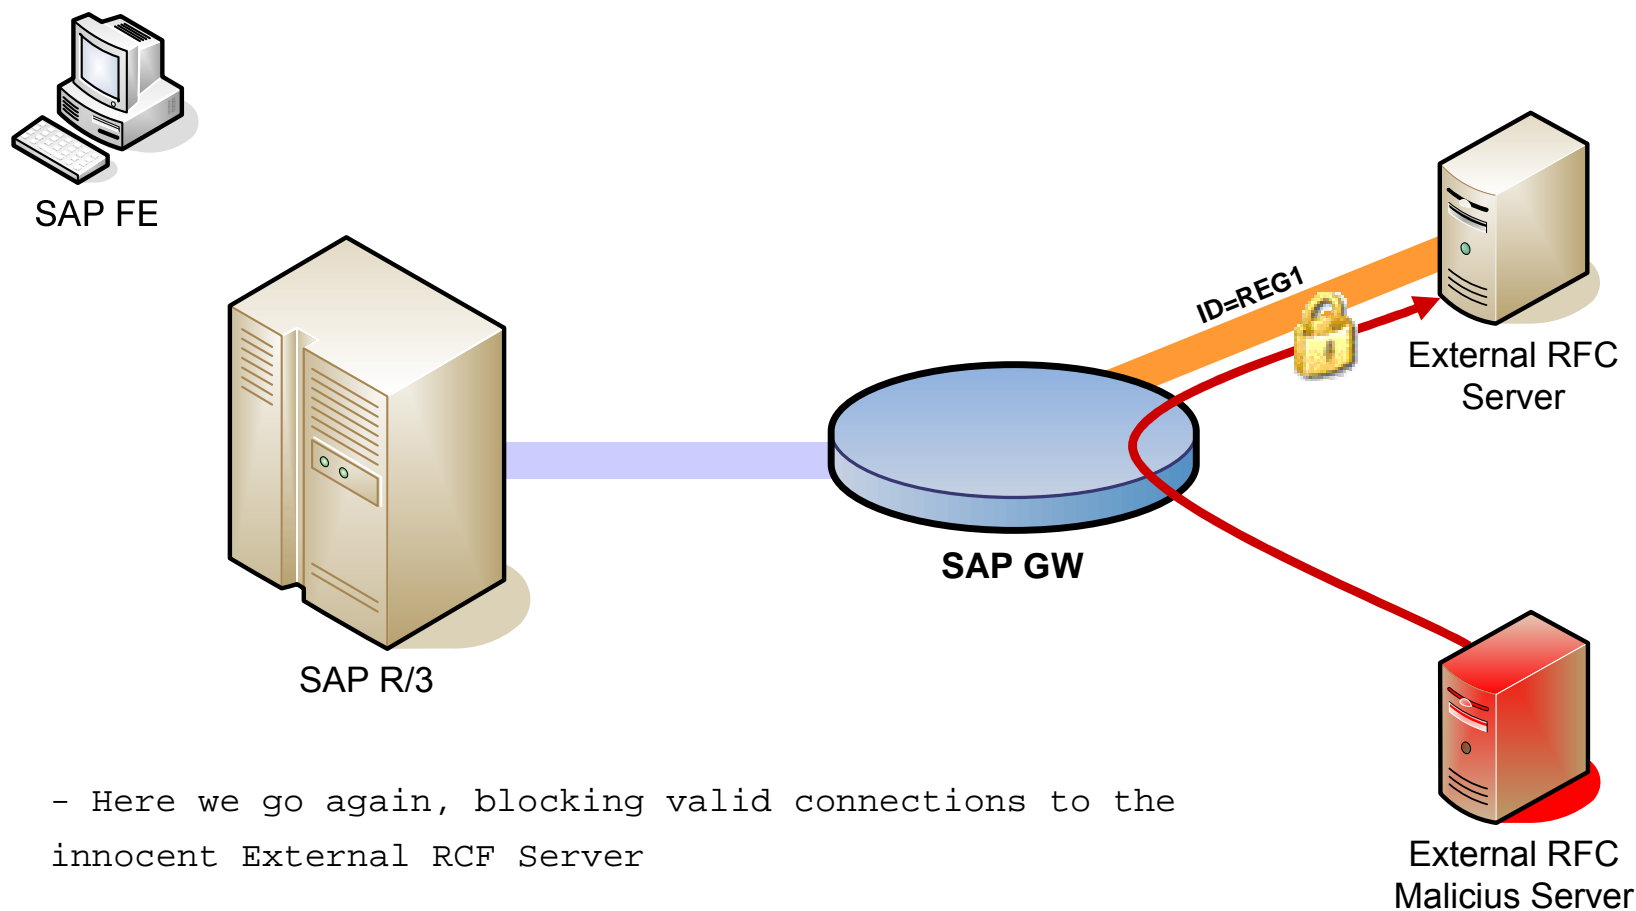 SAP FE
ID=REG1
External RFC
Server
SAP GW
SAP R/3
- Here we go again, blocking valid connections to the
innocent External RCF Server
External RFC
Malicius Server